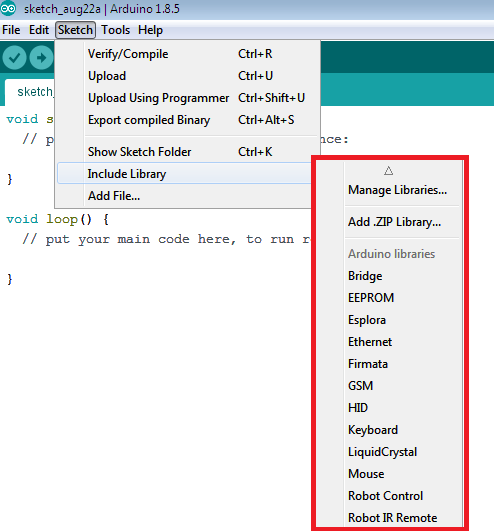 sketch_aug22a | Arduino 1.8.5
File Edit Sketch Tools Help
Verify/Compile Ctrl+R
Upload Ctrl+U
Upload Using Programmer Ctrl+Shift+U
Export compiled Binary Ctrl+Alt+S
Show Sketch Folder Ctrl+K
Include Library
Add File...
Manage Libraries...
Add .ZIP Library...
Arduino libraries
Bridge
EEPROM
Esplora
Ethernet
Firmata
GSM
HID
Keyboard
LiquidCrystal
Mouse
Robot Control
Robot IR Remote
sketch_
void s
// p nce:
}
void loop() {
// put your main code here, to run r
}